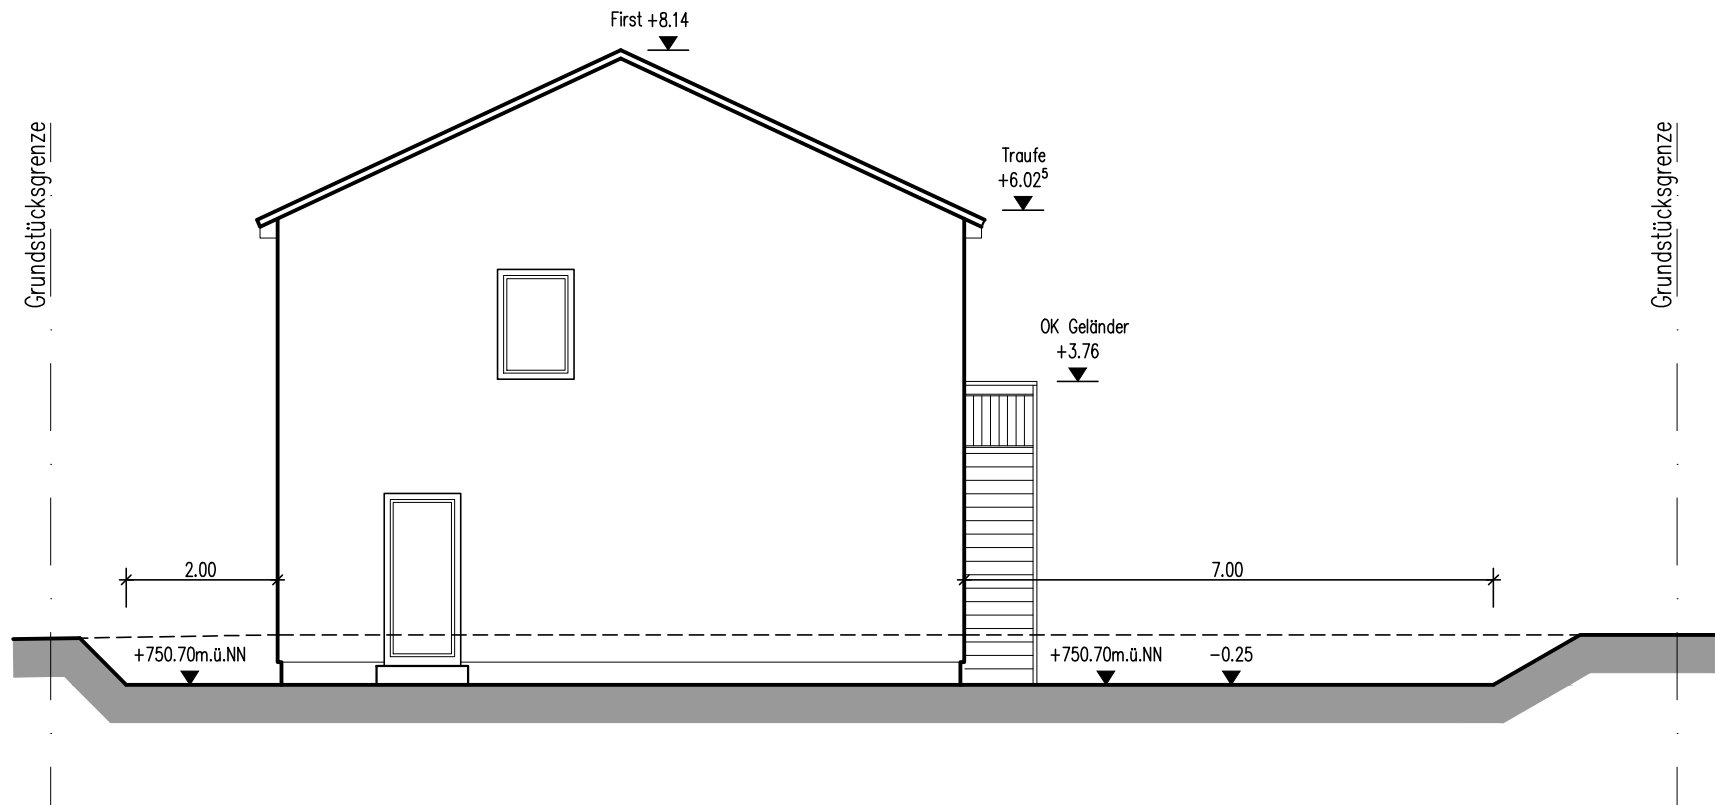 First +8.14
Grundstücksgrenze
Grundstücksgrenze
Traufe
+6.02⁵
OK Geländer
+3.76
2.00
7.00
+750.70m.ü.NN
+750.70m.ü.NN
-0.25